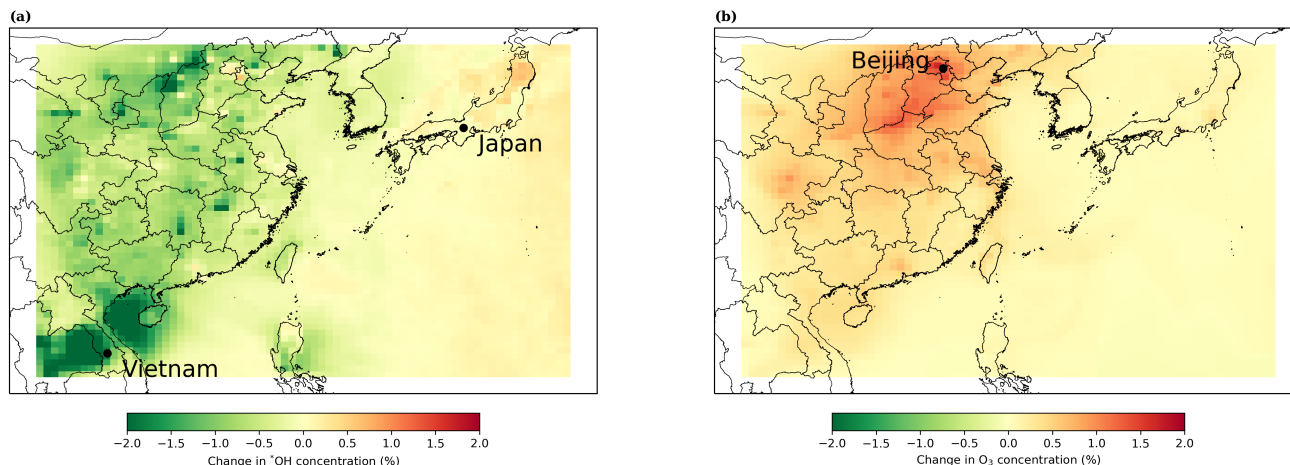 (a)
Japan
Vietnam
−2.0 −1.5 −1.0 −0.5 0.0 0.5 1.0 1.5 2.0
Change in *OH concentration (%)
(b)
Beijing
−2.0 −1.5 −1.0 −0.5 0.0 0.5 1.0 1.5 2.0
Change in O₃ concentration (%)